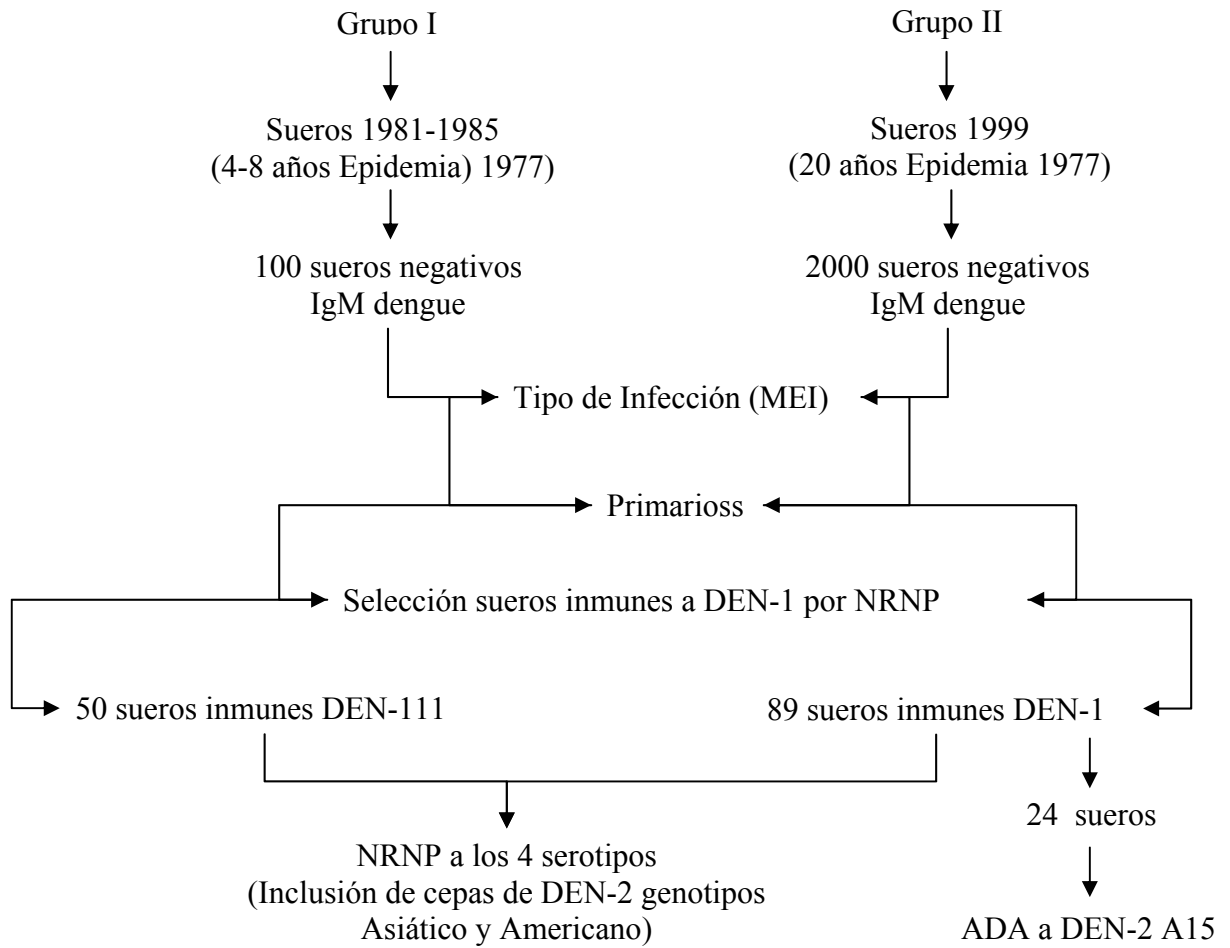 Grupo I
Grupo II
Sueros 1981-1985
(4-8 años Epidemia) 1977)
Sueros 1999
(20 años Epidemia 1977)
100 sueros negativos
IgM dengue
2000 sueros negativos
IgM dengue
Tipo de Infección (MEI)
Primarioss
Selección sueros inmunes a DEN-1 por NRNP
50 sueros inmunes DEN-111
89 sueros inmunes DEN-1
24 sueros
NRNP a los 4 serotipos
(Inclusión de cepas de DEN-2 genotipos
Asiático y Americano)
ADA a DEN-2 A15